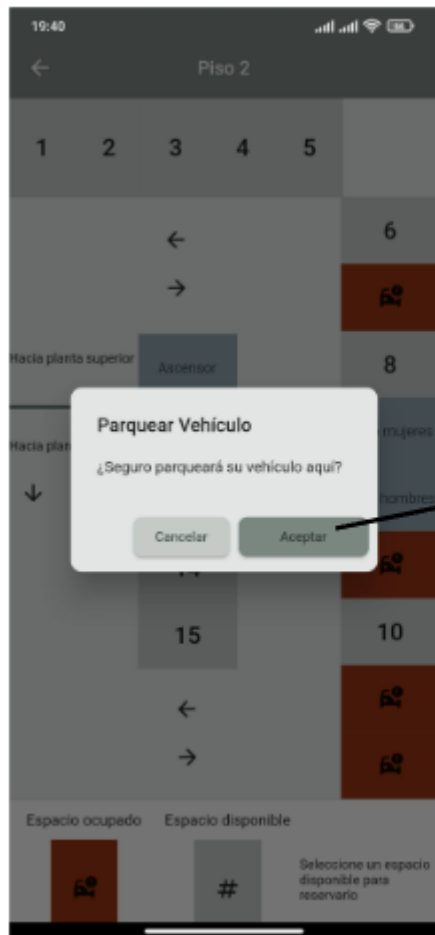 19:40
Piso 2
1 2 3 4 5
6
Hacia planta superior
Ascensor
8
Parquear Vehículo
mujeres
Hacia plan
¿Seguro parqueará su vehículo aquí?
hombres
Cancelar
Aceptar
15
10
Espacio ocupado
Espacio disponible
#
Seleccione un espacio
disponible para
reservarlo